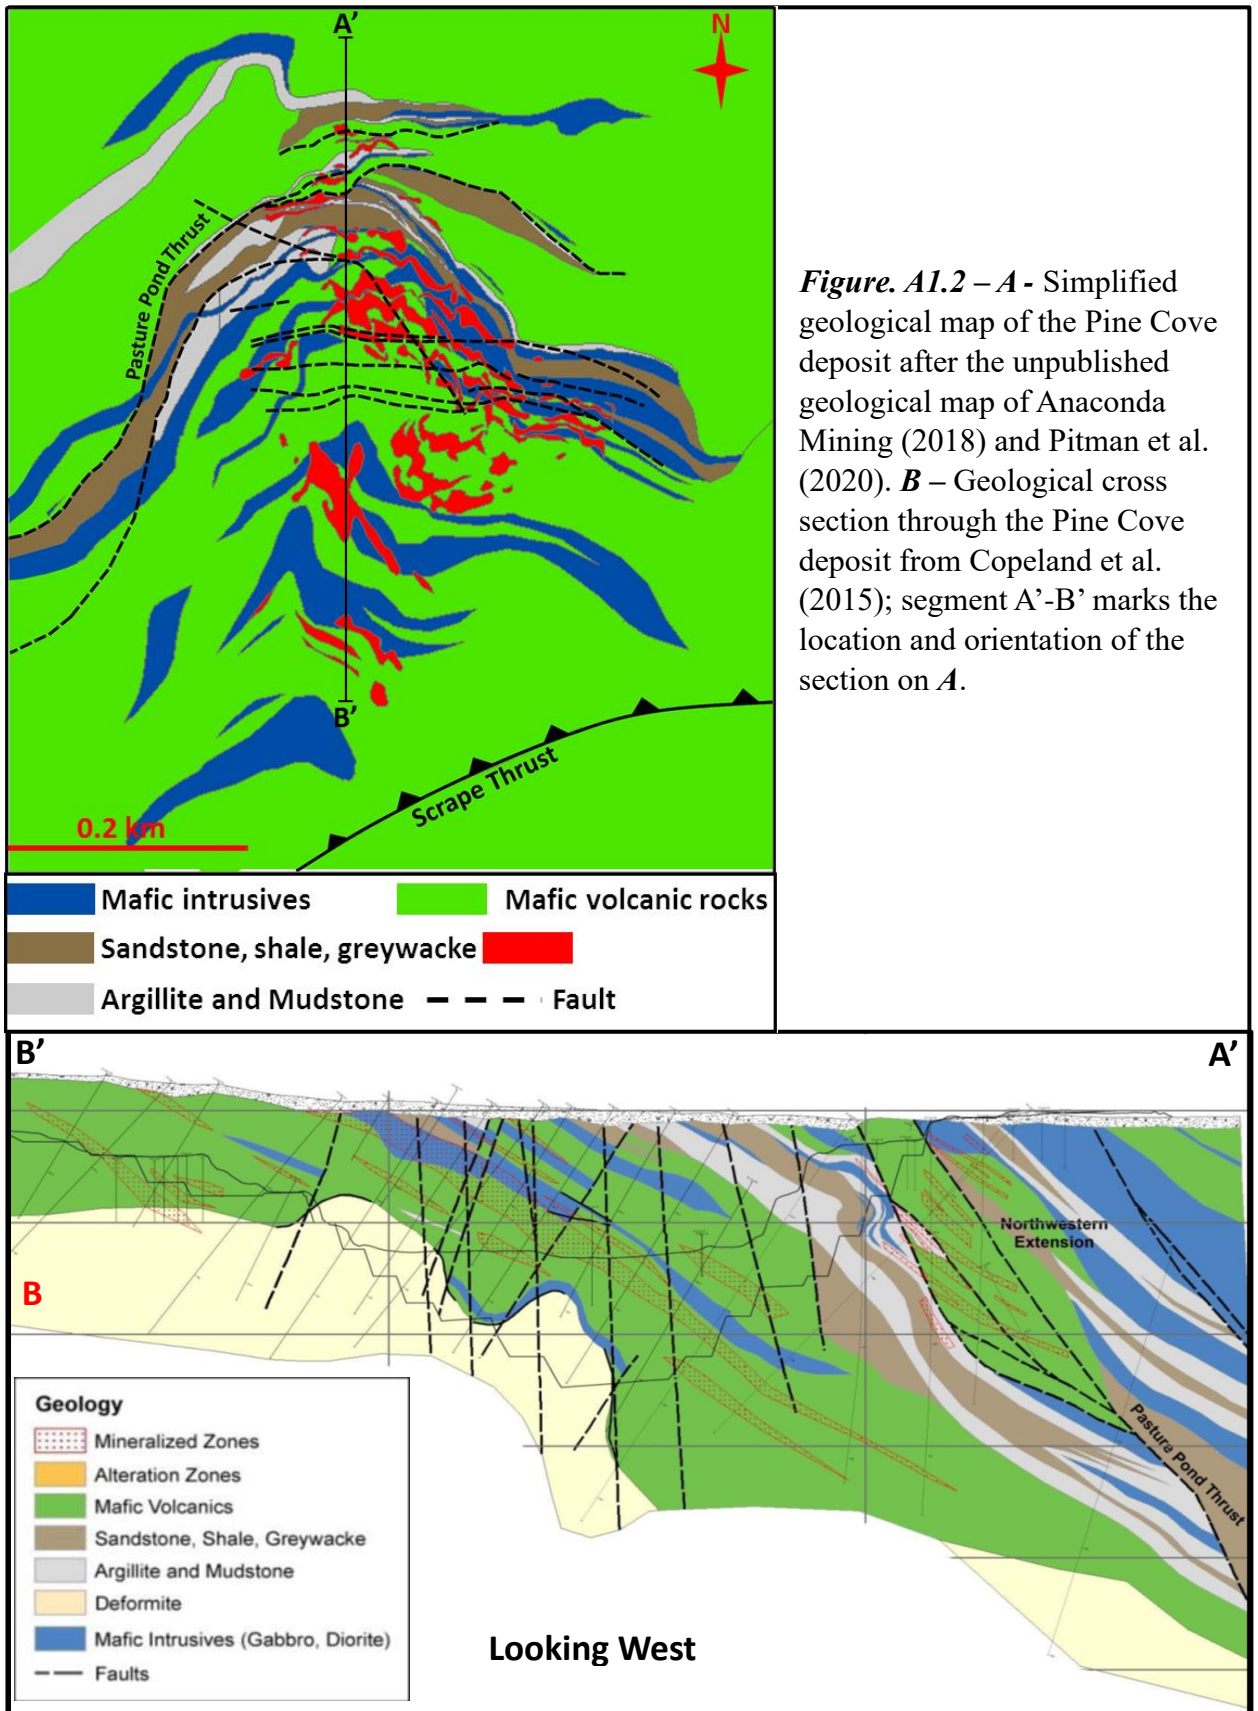 A’
N
Pasture Pond Thrust
B’
Scrape Thrust
0.2 km
Mafic intrusives
Mafic volcanic rocks
Sandstone, shale, greywacke
Argillite and Mudstone
Fault
Figure. A1.2 – A - Simplified
geological map of the Pine Cove
deposit after the unpublished
geological map of Anaconda
Mining (2018) and Pitman et al.
(2020). B – Geological cross
section through the Pine Cove
deposit from Copeland et al.
(2015); segment A’-B’ marks the
location and orientation of the
section on A.
B’
A’
Northwestern
Extension
B
Pasture Pond Thrust
Geology
Mineralized Zones
Alteration Zones
Mafic Volcanics
Sandstone, Shale, Greywacke
Argillite and Mudstone
Deformite
Mafic Intrusives (Gabbro, Diorite)
Faults
Looking West